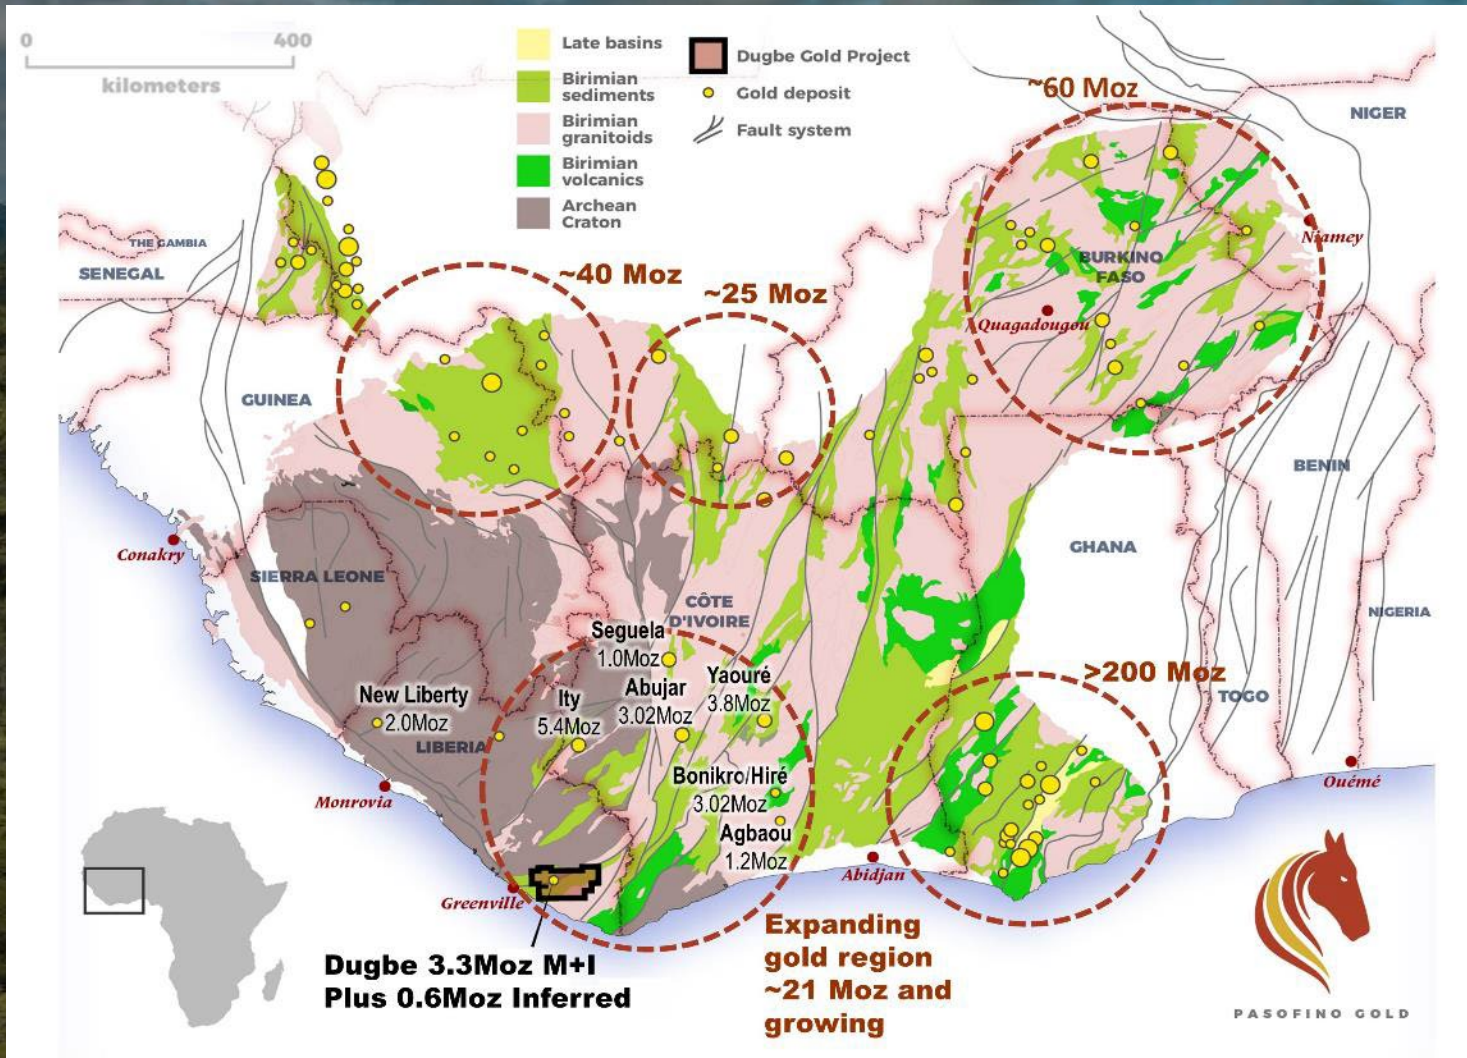 0
400
kilometers
Late basins
Birimian
sediments
Birimian
granitoids
Birimian
volcanics
Archean
Craton
Dugbe Gold Project
Gold deposit
Fault system
~60 Moz
NIGER
Niamey
BURKINO
FASO
Quagadougou
THE GAMBIA
SENEGAL
~40 Moz
~25 Moz
GUINEA
BENIN
GHANA
Conakry
SIERRA LEONE
CÔTE
D'IVOIRE
NIGERIA
Seguela
1.0Moz
>200 Moz
TOGO
New Liberty
2.0Moz
LIBERIA
Ity
5.4Moz
Abujar
3.02Moz
Yaouré
3.8Moz
Bonikro/Hiré
3.02Moz
Agbaou
1.2Moz
Monrovia
Ouémé
Abidjan
Greenville
Dugbe 3.3Moz M+I
Plus 0.6Moz Inferred
Expanding
gold region
~21 Moz and
growing
PASOFINO GOLD